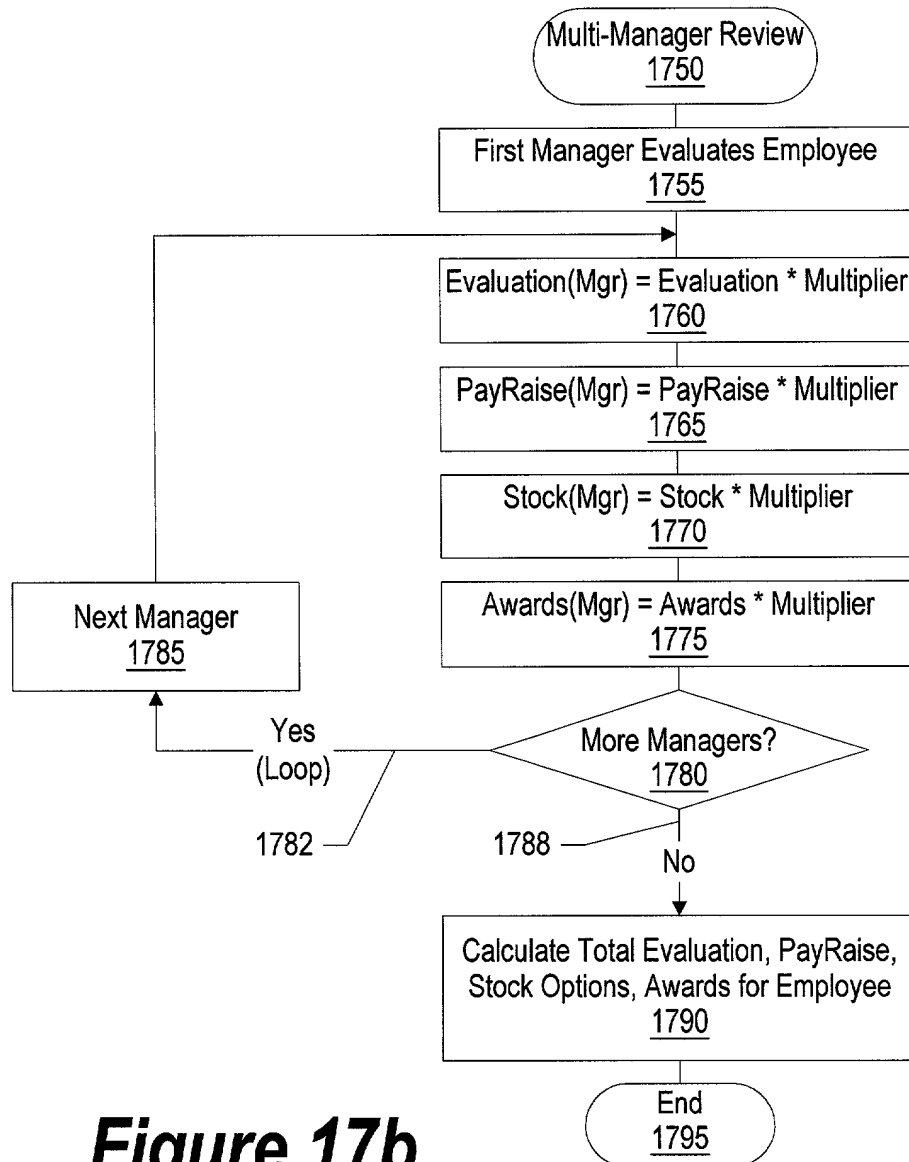 Multi-Manager Review
1750
First Manager Evaluates Employee
1755
Evaluation(Mgr) = Evaluation * Multiplier
1760
PayRaise(Mgr) = PayRaise * Multiplier
1765
Stock(Mgr) = Stock * Multiplier
1770
Awards(Mgr) = Awards * Multiplier
1775
Next Manager
1785
More Managers?
1780
Yes
(Loop)
1782
1788
No
Calculate Total Evaluation, PayRaise,
Stock Options, Awards for Employee
1790
End
1795
Figure 17b